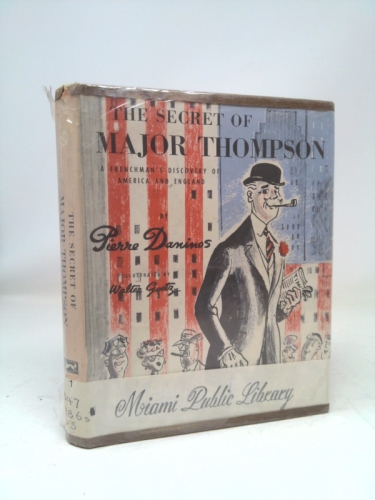 THE SECRET OF
MAJOR THOMPSON
A FRENCHMAN'S DISCOVERY OF
AMERICA AND ENGLAND
BY
Pierre Daninos
ILLUSTRATED BY
Walter Goetz
Miami Public Library
THE SECRET OF
MAJOR THOMPSON